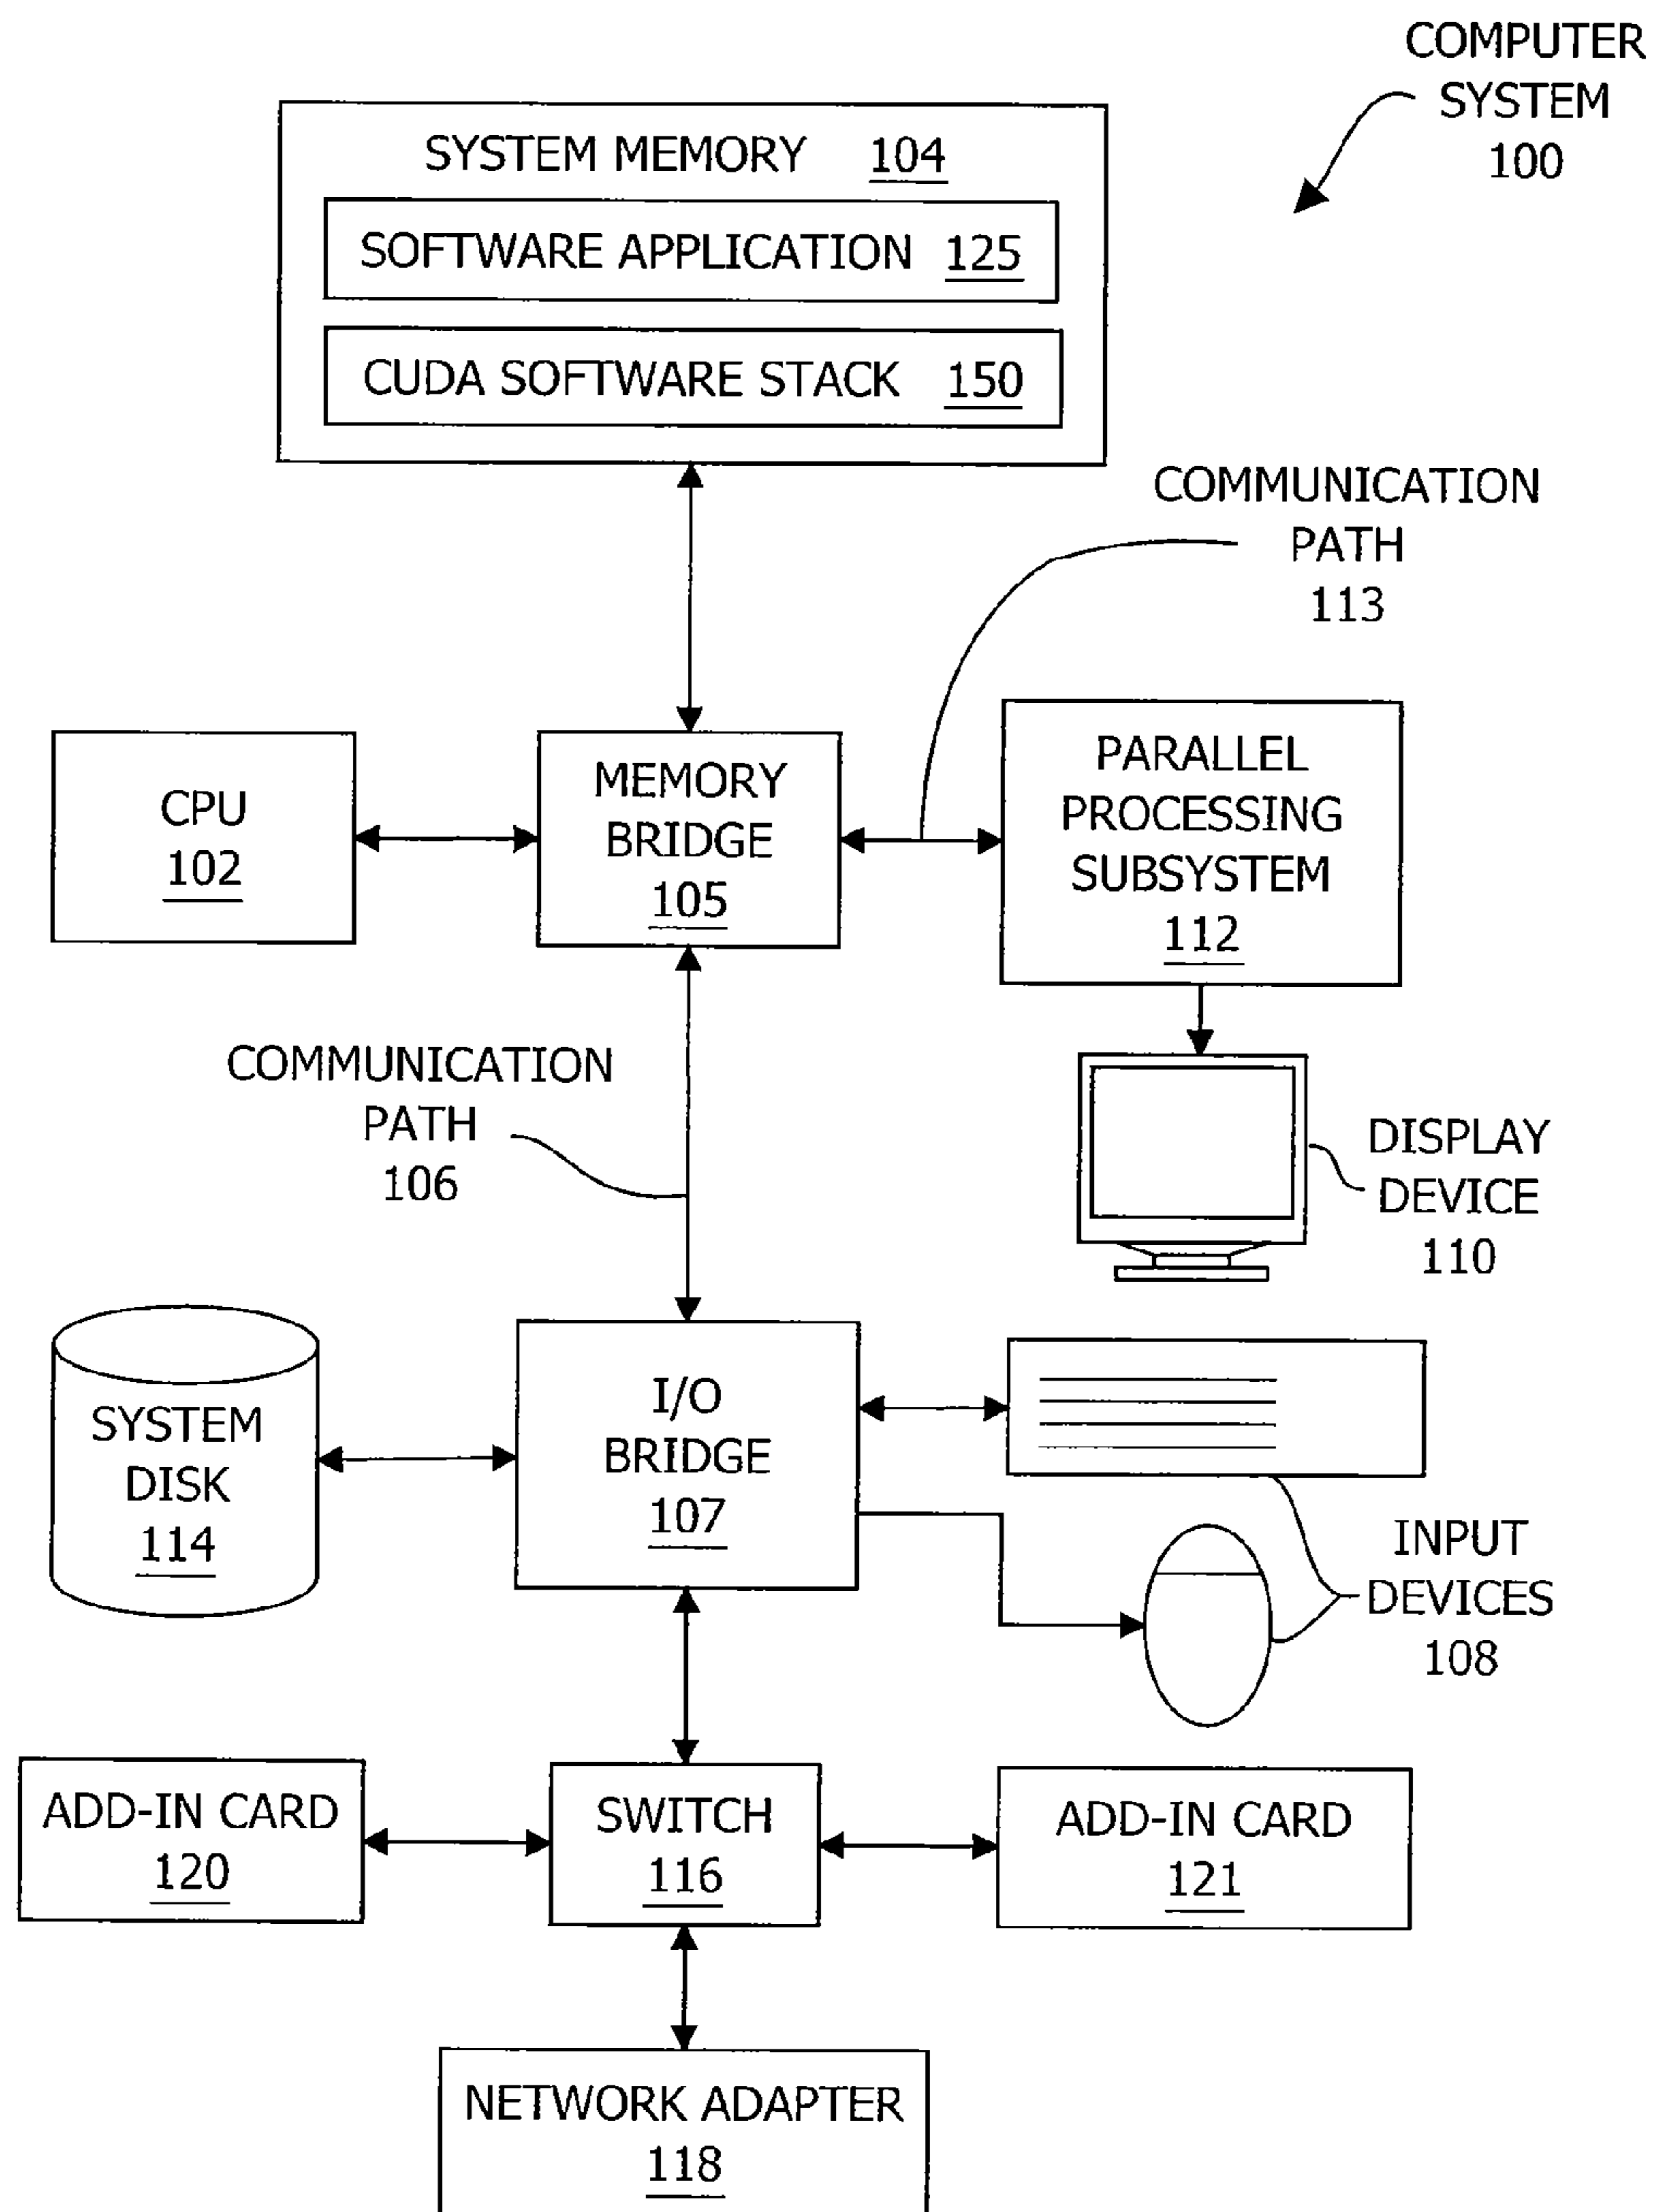 COMPUTER
SYSTEM
100
SYSTEM MEMORY 104
SOFTWARE APPLICATION 125
CUDA SOFTWARE STACK 150
COMMUNICATION
PATH
113
CPU
102
MEMORY
BRIDGE
105
PARALLEL
PROCESSING
SUBSYSTEM
112
COMMUNICATION
PATH
106
DISPLAY
DEVICE
110
SYSTEM
DISK
114
I/O
BRIDGE
107
INPUT
DEVICES
108
ADD-IN CARD
120
SWITCH
116
ADD-IN CARD
121
NETWORK ADAPTER
118